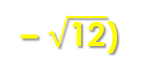 – √12)